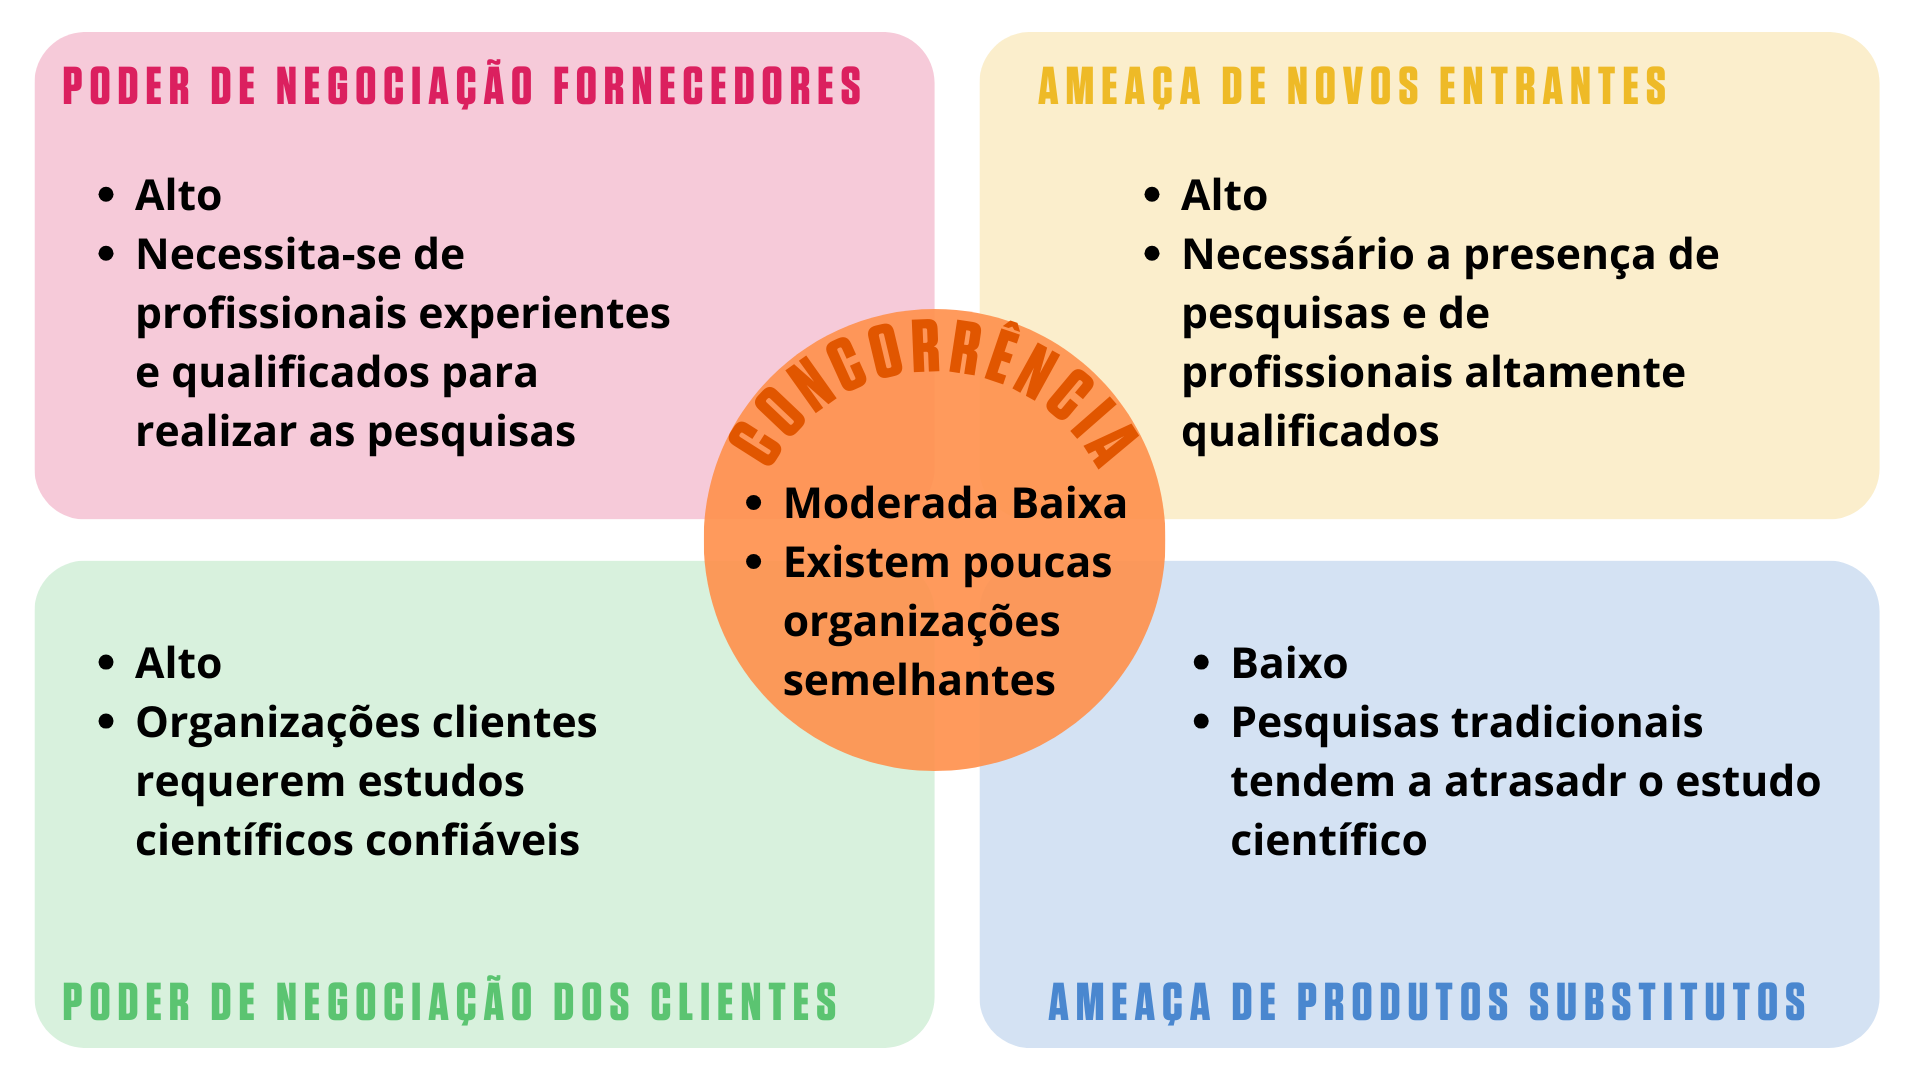 PODER DE NEGOCIAÇÃO FORNECEDORES
• Alto
• Necessita-se de
profissionais experientes
e qualificados para
realizar as pesquisas
AMEAÇA DE NOVOS ENTRANTES
• Alto
• Necessário a presença de
pesquisas e de
profissionais altamente
qualificados
CONCORRÊNCIA
• Moderada Baixa
• Existem poucas
organizações
semelhantes
• Alto
• Organizações clientes
requerem estudos
científicos confiáveis
PODER DE NEGOCIAÇÃO DOS CLIENTES
• Baixo
• Pesquisas tradicionais
tendem a atrasadr o estudo
científico
AMEAÇA DE PRODUTOS SUBSTITUTOS